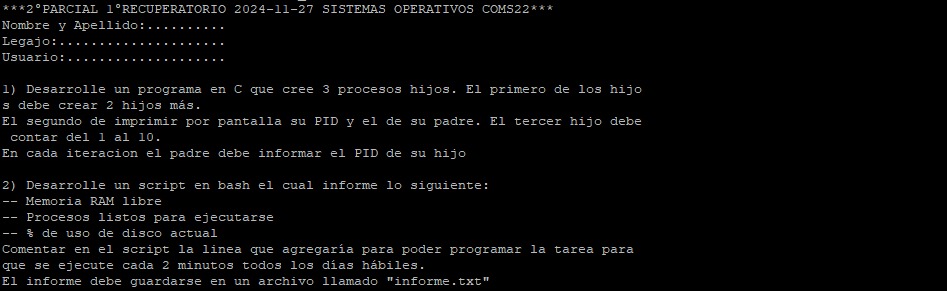 ***2°PARCIAL 1°RECUPERATORIO 2024-11-27 SISTEMAS OPERATIVOS COMS22***
Nombre y Apellido:..........
Legajo:.....................
Usuario:....................

1) Desarrolle un programa en C que cree 3 procesos hijos. El primero de los hijo
s debe crear 2 hijos más.
El segundo de imprimir por pantalla su PID y el de su padre. El tercer hijo debe
 contar del 1 al 10.
En cada iteracion el padre debe informar el PID de su hijo

2) Desarrolle un script en bash el cual informe lo siguiente:
-- Memoria RAM libre
-- Procesos listos para ejecutarse
-- % de uso de disco actual
Comentar en el script la linea que agregaría para poder programar la tarea para
que se ejecute cada 2 minutos todos los días hábiles.
El informe debe guardarse en un archivo llamado "informe.txt"